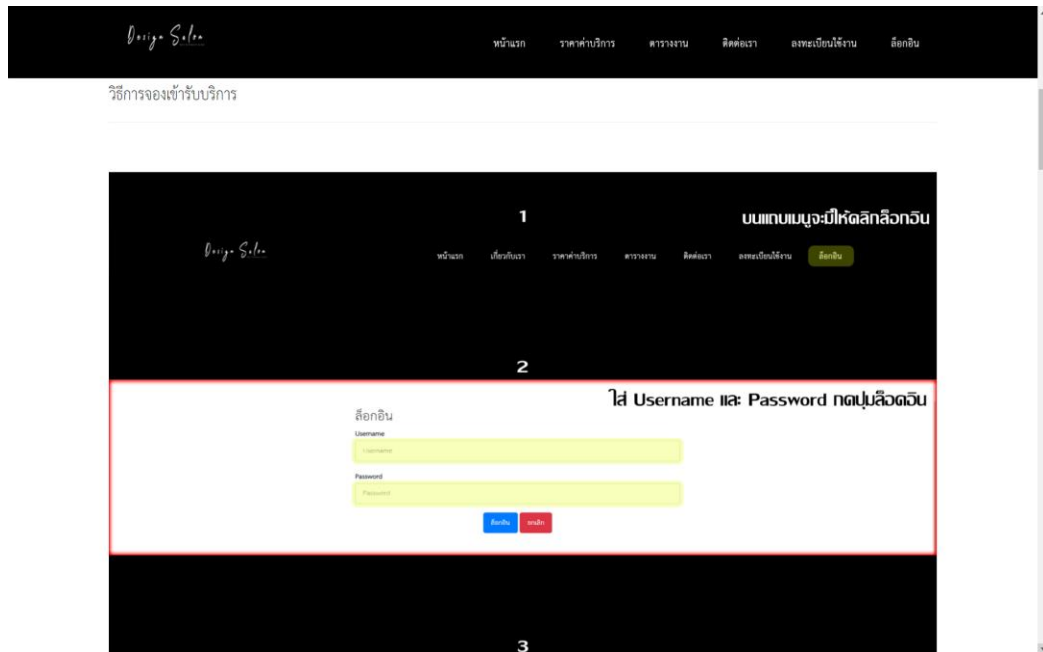 Design Salon
หน้าแรก ราคาค่าบริการ ตารางงาน ติดต่อเรา ลงทะเบียนใช้งาน ล็อกอิน
วิธีการจองเข้ารับบริการ
1
บนแถบเมนูจะมีให้คลิกล็อกอิน
Design Salon
หน้าแรก เกี่ยวกับเรา ราคาค่าบริการ ตารางงาน ติดต่อเรา ลงทะเบียนใช้งาน ล็อกอิน
2
ใส่ Username และ Password กดปุ่มล็อคอิน
ล็อกอิน
Username
Username
Password
Password
ล็อกอิน ยกเลิก
3